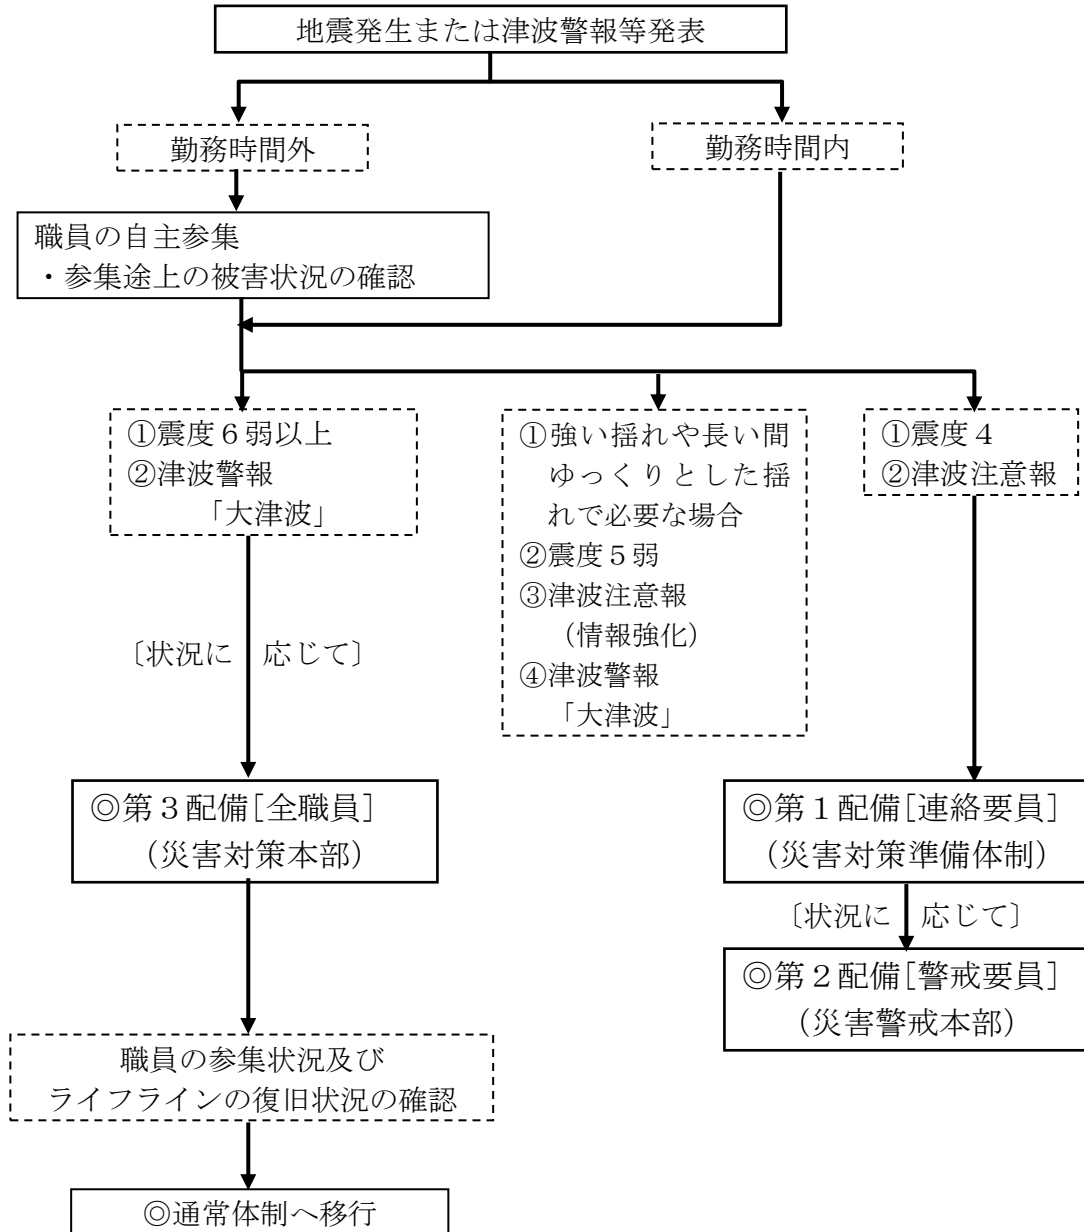 地震発生または津波警報等発表
勤務時間外
勤務時間内
職員の自主参集
・参集途上の被害状況の確認
①震度６弱以上
②津波警報
「大津波」
①強い揺れや長い間
ゆっくりとした揺
れで必要な場合
②震度５弱
③津波注意報
（情報強化）
④津波警報
「大津波」
①震度４
②津波注意報
〔状況に 応じて〕
◎第３配備[全職員]
（災害対策本部）
◎第１配備[連絡要員]
（災害対策準備体制）
〔状況に 応じて〕
◎第２配備[警戒要員]
（災害警戒本部）
職員の参集状況及び
ライフラインの復旧状況の確認
◎通常体制へ移行